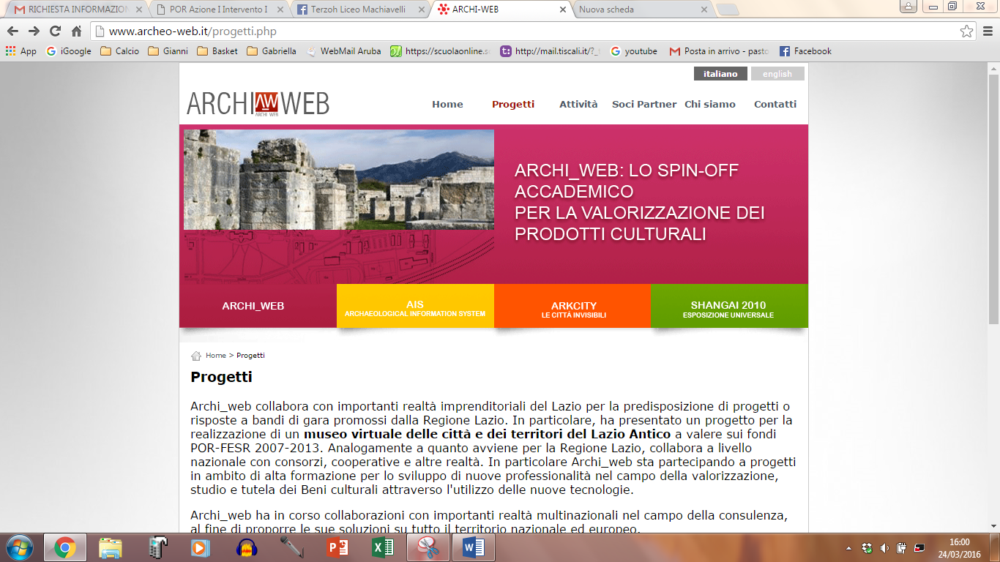 RICHIESTA INFORMAZION
POR Azione I Intervento I
Terzoh Liceo Machiavelli
ARCHI-WEB
Nuova scheda
www.archeo-web.it/progetti.php
App
iGoogle
Calcio
Gianni
Basket
Gabriella
WebMail Aruba
https://scuolaonline.s
http://mail.tiscali.it/?_t
youtube
Posta in arrivo - pasto
Facebook
italiano
english
ARCHI AW WEB
ARCHI WEB
Home
Progetti
Attività
Soci Partner
Chi siamo
Contatti
ARCHI_WEB: LO SPIN-OFF
ACCADEMICO
PER LA VALORIZZAZIONE DEI
PRODOTTI CULTURALI
ARCHI_WEB
AIS
ARCHAEOLOGICAL INFORMATION SYSTEM
ARKCITY
LE CITTÀ INVISIBILI
SHANGAI 2010
ESPOSIZIONE UNIVERSALE
Home > Progetti
Progetti
Archi_web collabora con importanti realtà imprenditoriali del Lazio per la predisposizione di progetti o
risposte a bandi di gara promossi dalla Regione Lazio. In particolare, ha presentato un progetto per la
realizzazione di un museo virtuale delle città e dei territori del Lazio Antico a valere sui fondi
POR-FESR 2007-2013. Analogamente a quanto avviene per la Regione Lazio, collabora a livello
nazionale con consorzi, cooperative e altre realtà. In particolare Archi_web sta partecipando a progetti
in ambito di alta formazione per lo sviluppo di nuove professionalità nel campo della valorizzazione,
studio e tutela dei Beni culturali attraverso l'utilizzo delle nuove tecnologie.
Archi_web ha in corso collaborazioni con importanti realtà multinazionali nel campo della consulenza,
al fine di proporre le sue soluzioni su tutto il territorio nazionale ed europeo.
16:00
24/03/2016